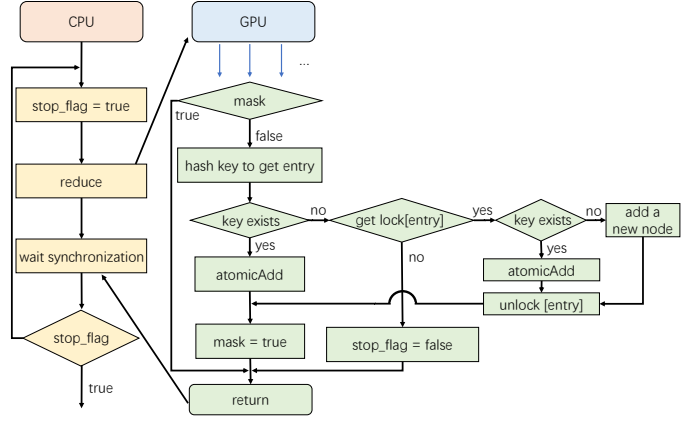 CPU
GPU
...
stop_flag = true
mask
true
false
reduce
hash key to get entry
key exists
no
get lock[entry]
yes
key exists
no
add a
new node
yes
no
yes
wait synchronization
atomicAdd
atomicAdd
unlock [entry]
stop_flag
mask = true
stop_flag = false
true
return